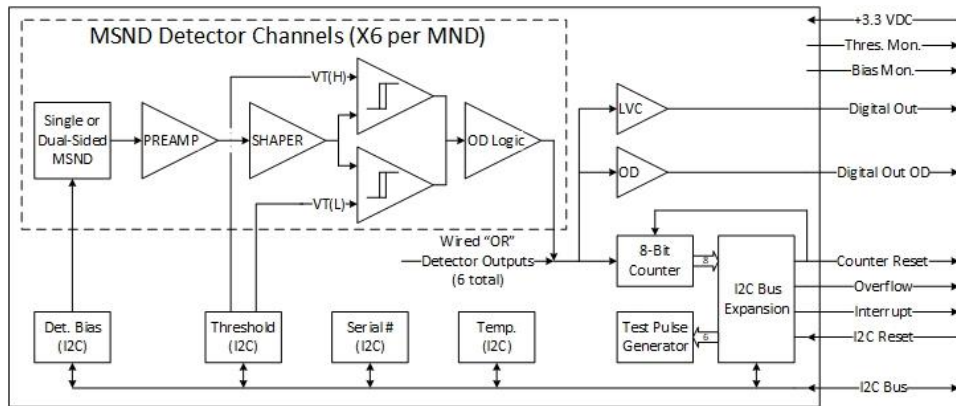 MSND Detector Channels (X6 per MND)
+3.3 VDC
Thres. Mon.
Bias Mon.
VT(H)
Single or
Dual-Sided
MSND
PREAMP
SHAPER
OD Logic
LVC
Digital Out
OD
Digital Out OD
VT(L)
Wired "OR"
Detector Outputs
(6 total)
8-Bit
Counter
8
I2C Bus
Expansion
Counter Reset
Overflow
Interrupt
I2C Reset
Det. Bias
(I2C)
Threshold
(I2C)
Serial #
(I2C)
Temp.
(I2C)
Test Pulse
Generator
6
I2C Bus